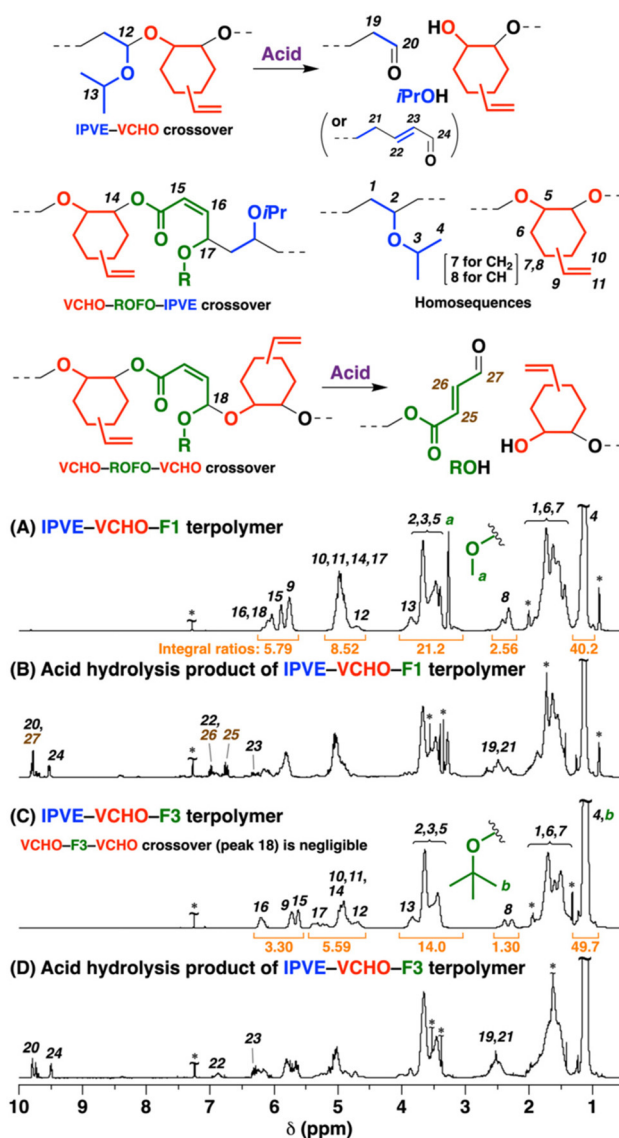 19
12
20
Acid
HO
O
O
O
O
O
O
13
iPrOH
IPVE–VCHO crossover
(or
21
23
24
22
O
)
15
14
16
O
O
OiPr
1
2
5
O
O
O
17
O
R
3
4
6
O
O
10
[7 for CH2
8 for CH]
7,8
9
11
VCHO–ROFO–IPVE crossover
Homosequences
O
26
27
Acid
O
O
O
18
O
R
O
O
25
O
O
HO
O
VCHO–ROFO–VCHO crossover
ROH
(A) IPVE–VCHO–F1 terpolymer
2,3,5
a
O
a
1,6,7
4
10,11,14,17
9
15
16,18
12
13
8
*
*
*
Integral ratios: 5.79
8.52
21.2
2.56
40.2
(B) Acid hydrolysis product of IPVE–VCHO–F1 terpolymer
20,
27
24
22,
26
25
23
19,21
*
*
*
*
*
(C) IPVE–VCHO–F3 terpolymer
VCHO–F3–VCHO crossover (peak 18) is negligible
2,3,5
O
b
1,6,7
4,b
10,11,
14
16
9
15
17
12
13
8
*
*
*
3.30
5.59
14.0
1.30
49.7
(D) Acid hydrolysis product of IPVE–VCHO–F3 terpolymer
20
24
22
23
19,21
*
*
*
*
10
9
8
7
6
5
4
3
2
1
δ (ppm)